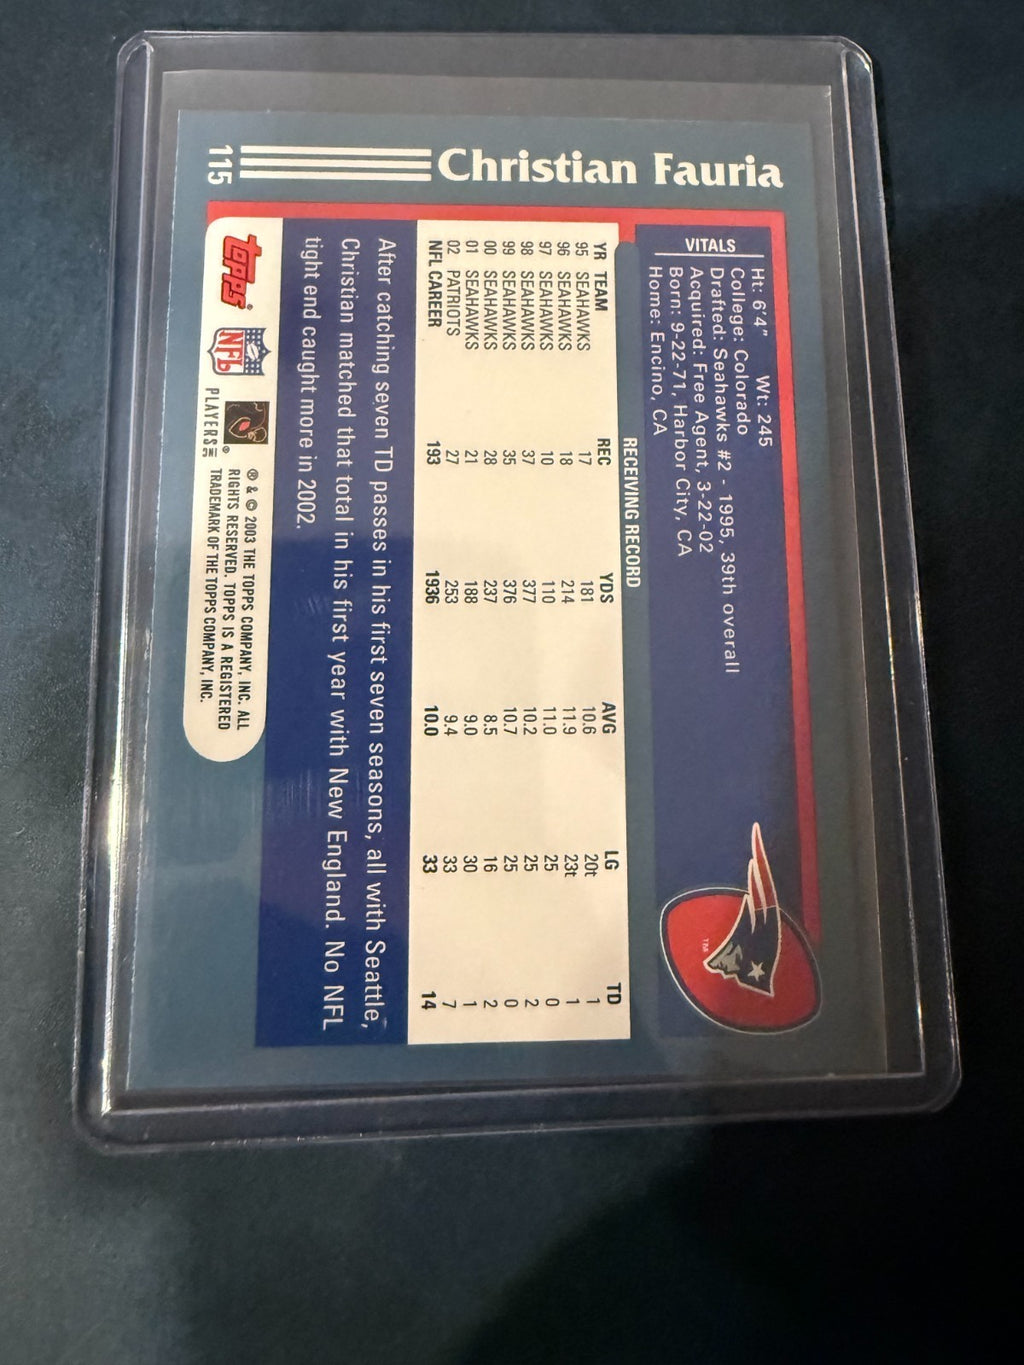 115 Christian Fauria
VITALS
Ht: 6'4" Wt: 245
College: Colorado
Drafted: Seahawks #2 - 1995, 39th overall
Acquired: Free Agent, 3-22-02
Born: 9-22-71, Harbor City, CA
Home: Encino, CA
TM
RECEIVING RECORD
YR TEAM REC YDS AVG LG TD
95 SEAHAWKS 17 181 10.6 20t 1
96 SEAHAWKS 18 214 11.9 23t 1
97 SEAHAWKS 10 110 11.0 25 0
98 SEAHAWKS 37 377 10.2 25 2
99 SEAHAWKS 35 376 10.7 25 0
00 SEAHAWKS 28 237 8.5 16 2
01 SEAHAWKS 21 188 9.0 30 1
02 PATRIOTS 27 253 9.4 33 7
NFL CAREER 193 1936 10.0 33 14
After catching seven TD passes in his first seven seasons, all with Seattle,
Christian matched that total in his first year with New England. No NFL
tight end caught more in 2002.
topps®
NFL
PLAYERS INC ®
® & © 2003 THE TOPPS COMPANY, INC. ALL
RIGHTS RESERVED. TOPPS IS A REGISTERED
TRADEMARK OF THE TOPPS COMPANY, INC.